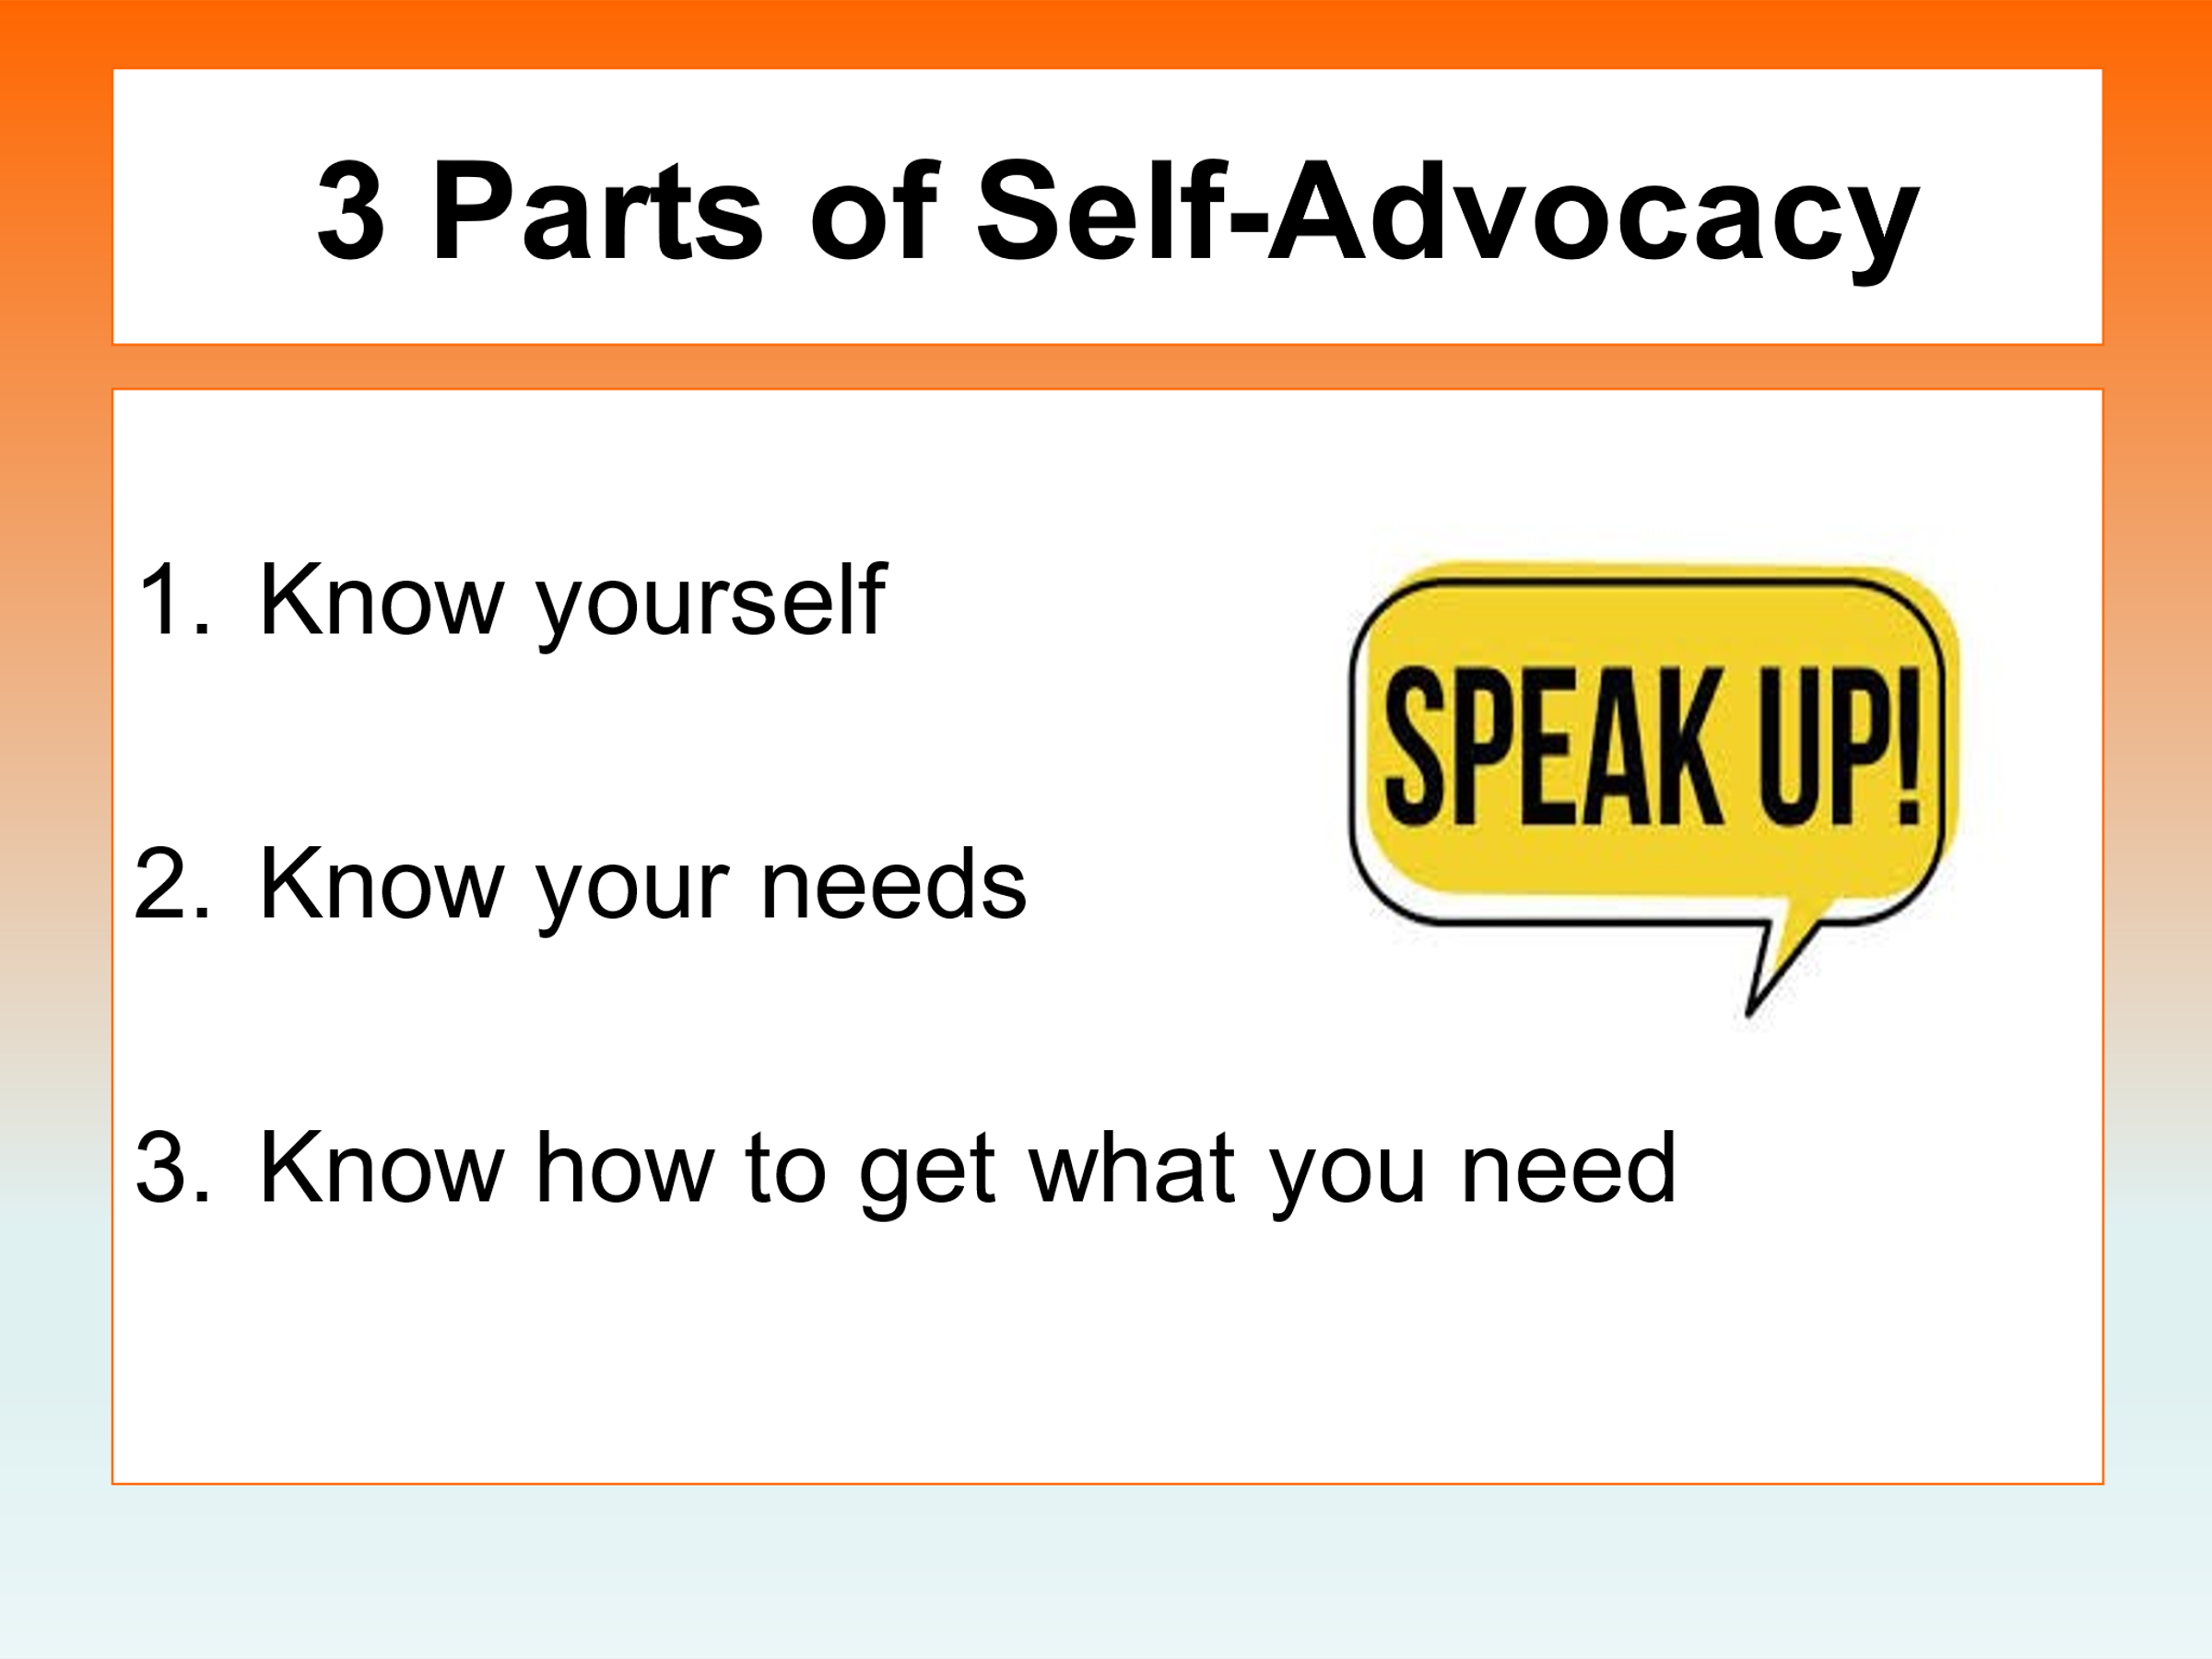 3 Parts of Self-Advocacy
1. Know yourself
SPEAK UP!
2. Know your needs
3. Know how to get what you need